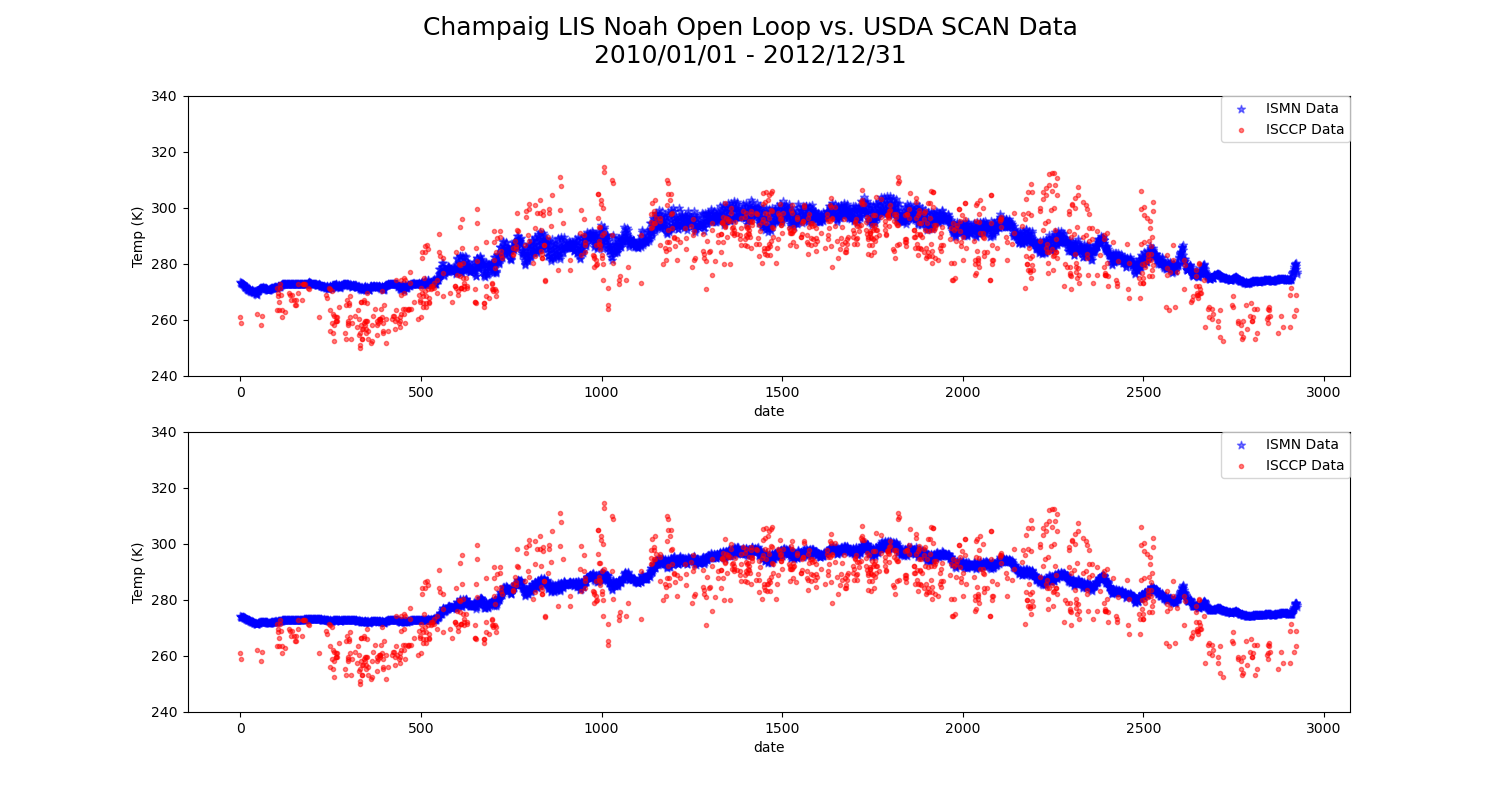 Champaig LIS Noah Open Loop vs. USDA SCAN Data
2010/01/01 - 2012/12/31
340
320
300
280
260
240
Temp (K)
ISMN Data
ISCCP Data
0 500 1000 1500 2000 2500 3000
date
340
320
300
280
260
240
Temp (K)
ISMN Data
ISCCP Data
0 500 1000 1500 2000 2500 3000
date